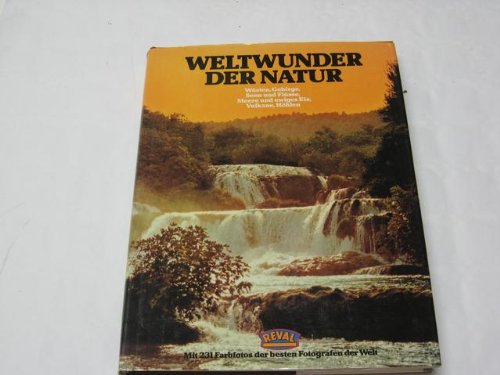 WELTWUNDER
DER NATUR
Wüsten, Gebirge,
Seen und Flüsse,
Meere und ewiges Eis,
Vulkane, Höhlen
REVAL
Mit 231 Farbfotos der besten Fotografen der Welt